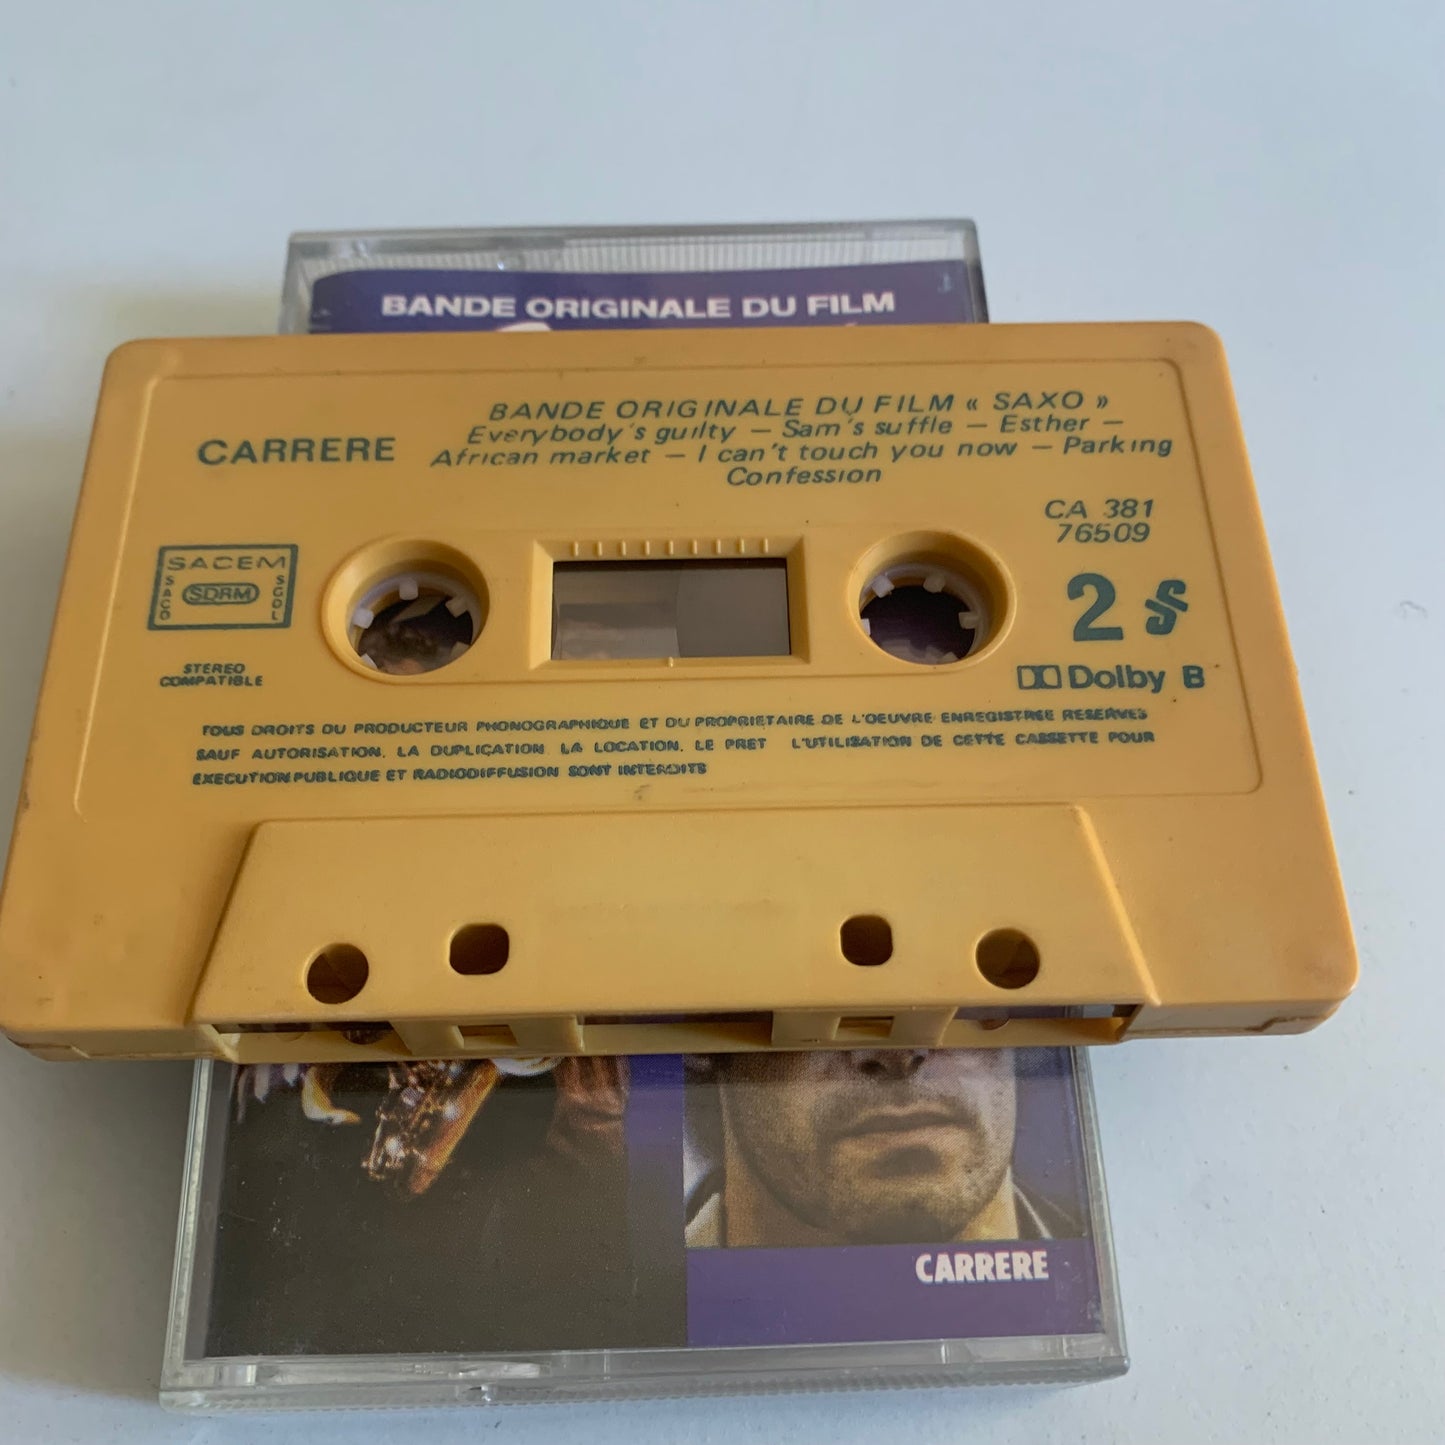 BANDE ORIGINALE DU FILM
BANDE ORIGINALE DU FILM « SAXO »
CARRERE
Everybody's guilty – Sam's suffle – Esther –
African market – I can't touch you now – Parking
Confession
CA 381
76509
SACEM
SACD
SDRM
SGDL
STEREO
COMPATIBLE
2
Dolby B
TOUS DROITS DU PRODUCTEUR PHONOGRAPHIQUE ET DU PROPRIETAIRE DE L'OEUVRE ENREGISTREE RESERVES
SAUF AUTORISATION, LA DUPLICATION LA LOCATION, LE PRET L'UTILISATION DE CETTE CASSETTE POUR
EXECUTION PUBLIQUE ET RADIODIFFUSION SONT INTERDITS
CARRERE